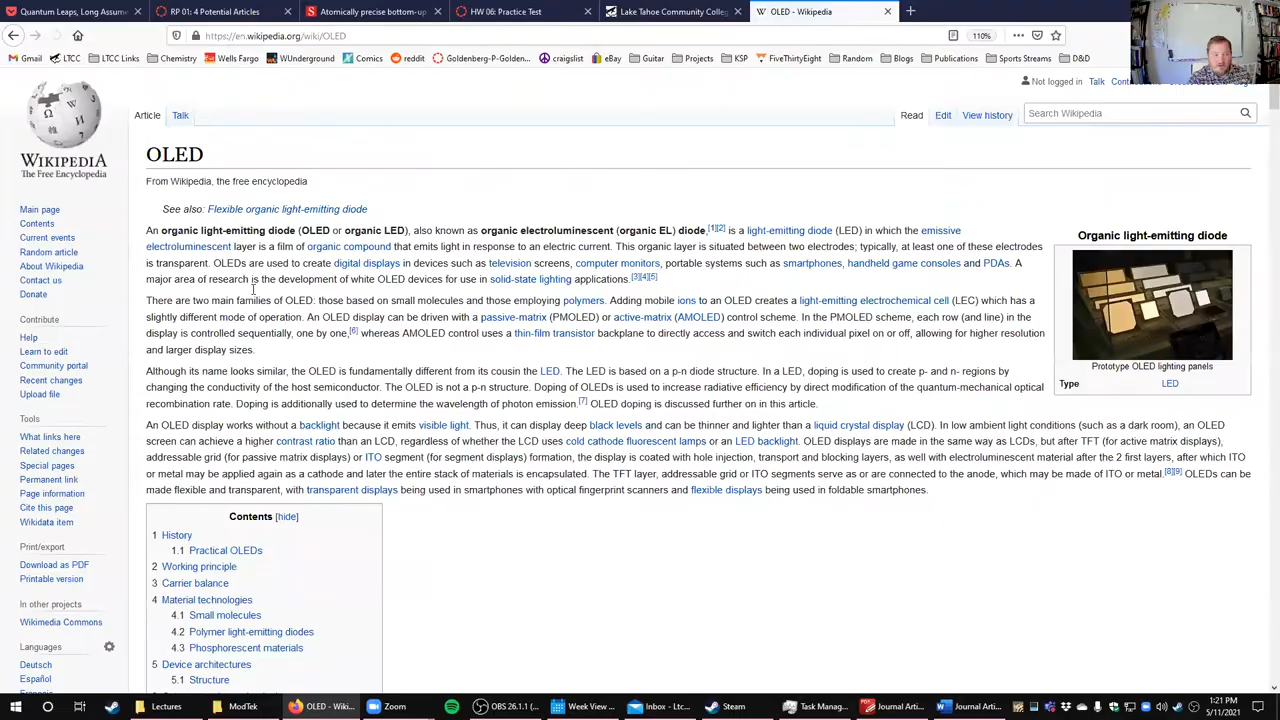 Quantum Leaps, Long Assume
RP 01: 4 Potential Articles
Atomically precise bottom-up
HW 06: Practice Test
Lake Tahoe Community Colleg
OLED - Wikipedia
https://en.wikipedia.org/wiki/OLED
110%
Gmail LTCC LTCC Links Chemistry Wells Fargo WUnderground Comics reddit Goldenberg-P-Golden... craigslist eBay Guitar Projects KSP FiveThirtyEight Random Blogs Publications Sports Streams D&D
Not logged in Talk
WIKIPEDIA
The Free Encyclopedia
Main page
Contents
Current events
Random article
About Wikipedia
Contact us
Donate
Contribute
Help
Learn to edit
Community portal
Recent changes
Upload file
Tools
What links here
Related changes
Special pages
Permanent link
Page information
Cite this page
Wikidata item
Print/export
Download as PDF
Printable version
In other projects
Wikimedia Commons
Languages
Deutsch
Español
Article Talk
Read Edit View history Search Wikipedia
OLED
From Wikipedia, the free encyclopedia
See also: Flexible organic light-emitting diode
An organic light-emitting diode (OLED or organic LED), also known as organic electroluminescent (organic EL) diode,[1][2] is a light-emitting diode (LED) in which the emissive
electroluminescent layer is a film of organic compound that emits light in response to an electric current. This organic layer is situated between two electrodes; typically, at least one of these electrodes
is transparent. OLEDs are used to create digital displays in devices such as television screens, computer monitors, portable systems such as smartphones, handheld game consoles and PDAs. A
major area of research is the development of white OLED devices for use in solid-state lighting applications.[3][4][5]
There are two main families of OLED: those based on small molecules and those employing polymers. Adding mobile ions to an OLED creates a light-emitting electrochemical cell (LEC) which has a
slightly different mode of operation. An OLED display can be driven with a passive-matrix (PMOLED) or active-matrix (AMOLED) control scheme. In the PMOLED scheme, each row (and line) in the
display is controlled sequentially, one by one,[6] whereas AMOLED control uses a thin-film transistor backplane to directly access and switch each individual pixel on or off, allowing for higher resolution
and larger display sizes.
Although its name looks similar, the OLED is fundamentally different from its cousin the LED. The LED is based on a p-n diode structure. In a LED, doping is used to create p- and n- regions by
changing the conductivity of the host semiconductor. The OLED is not a p-n structure. Doping of OLEDs is used to increase radiative efficiency by direct modification of the quantum-mechanical optical
recombination rate. Doping is additionally used to determine the wavelength of photon emission.[7] OLED doping is discussed further on in this article.
An OLED display works without a backlight because it emits visible light. Thus, it can display deep black levels and can be thinner and lighter than a liquid crystal display (LCD). In low ambient light conditions (such as a dark room), an OLED
screen can achieve a higher contrast ratio than an LCD, regardless of whether the LCD uses cold cathode fluorescent lamps or an LED backlight. OLED displays are made in the same way as LCDs, but after TFT (for active matrix displays),
addressable grid (for passive matrix displays) or ITO segment (for segment displays) formation, the display is coated with hole injection, transport and blocking layers, as well with electroluminescent material after the 2 first layers, after which ITO
or metal may be applied again as a cathode and later the entire stack of materials is encapsulated. The TFT layer, addressable grid or ITO segments serve as or are connected to the anode, which may be made of ITO or metal.[8][9] OLEDs can be
made flexible and transparent, with transparent displays being used in smartphones with optical fingerprint scanners and flexible displays being used in foldable smartphones.
Organic light-emitting diode
Prototype OLED lighting panels
Type LED
Contents [hide]
1 History
1.1 Practical OLEDs
2 Working principle
3 Carrier balance
4 Material technologies
4.1 Small molecules
4.2 Polymer light-emitting diodes
4.3 Phosphorescent materials
5 Device architectures
5.1 Structure
Lectures ModTek OLED - Wiki... Zoom OBS 26.1.1 (... Week View ... Inbox - Ltc... Steam Task Manag... Journal Arti... Journal Arti...
1:21 PM
5/11/2021